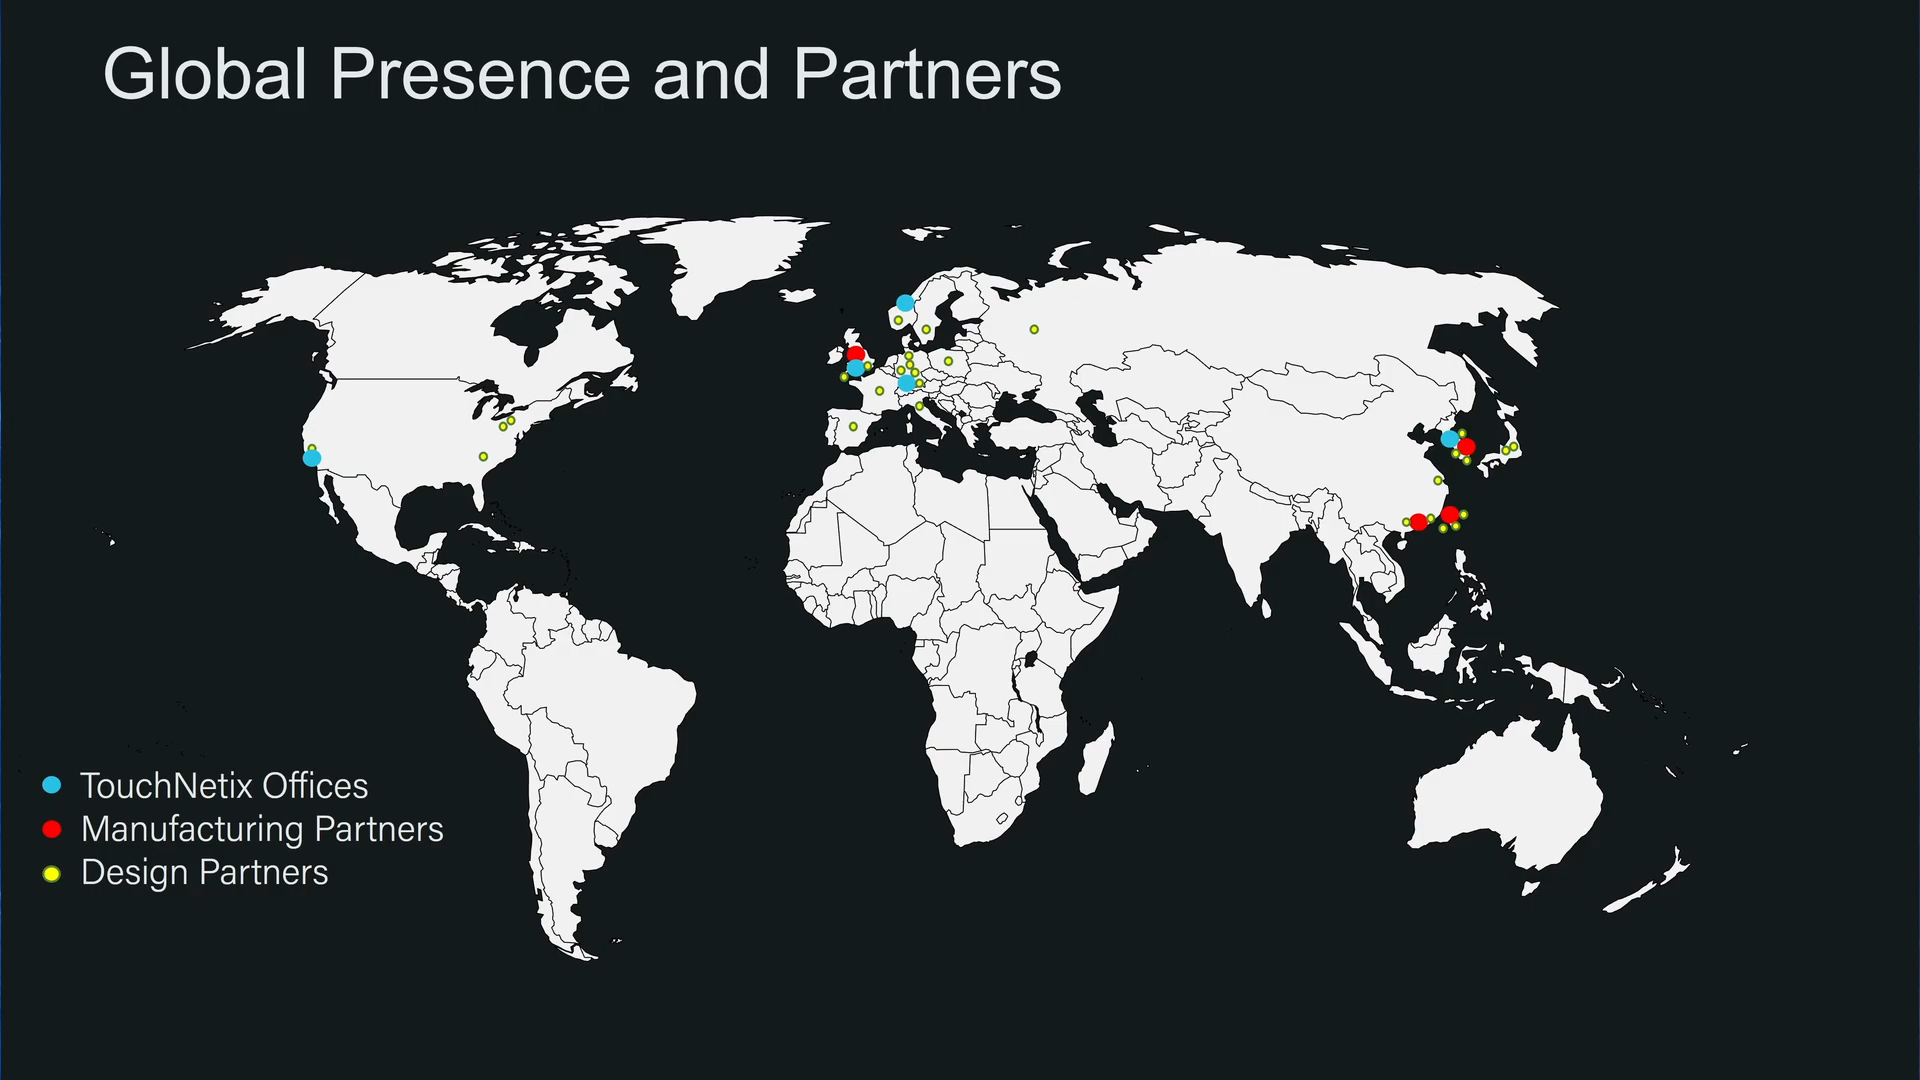 Global Presence and Partners
TouchNetix Offices
Manufacturing Partners
Design Partners